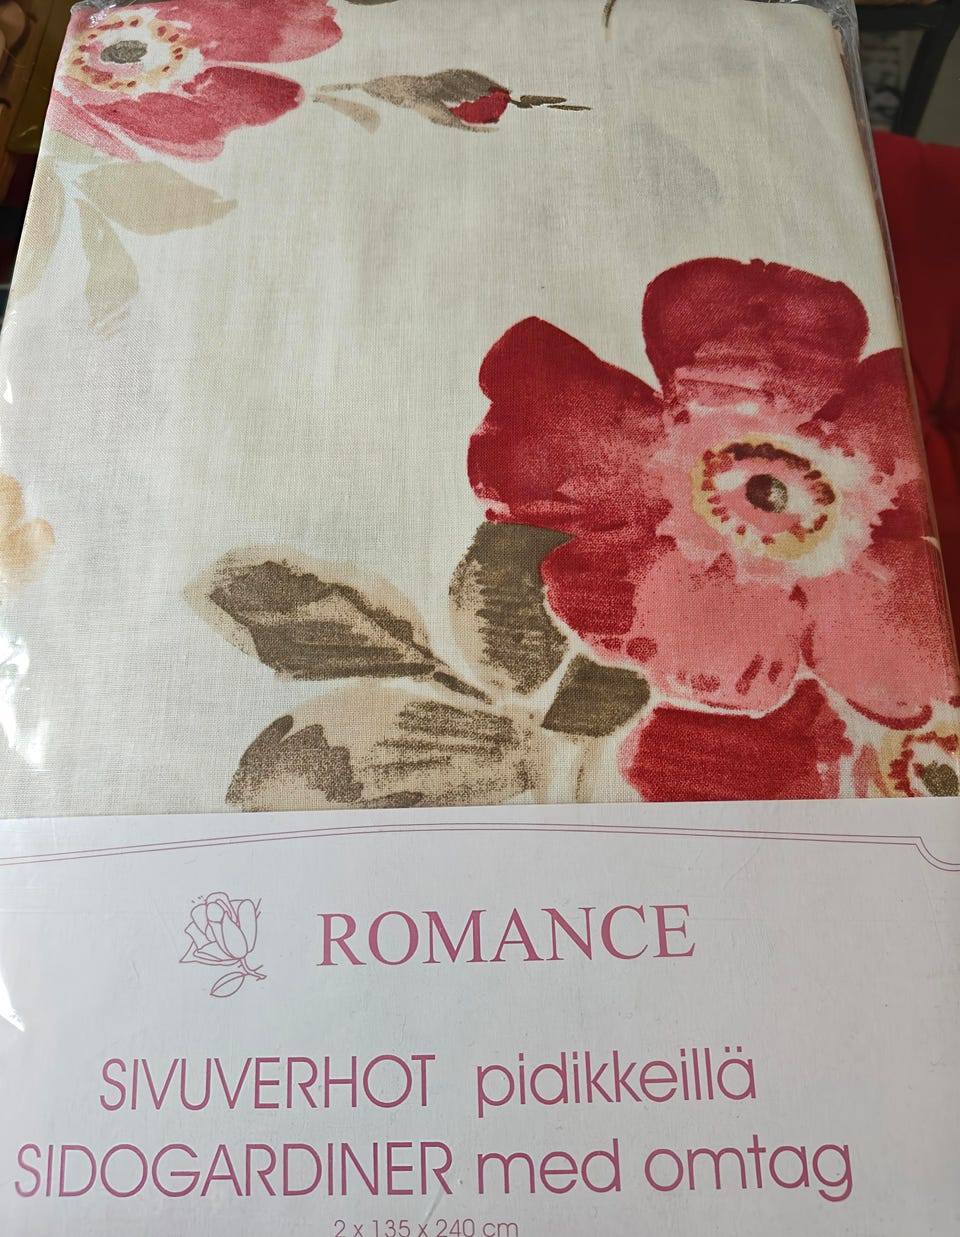 ROMANCE
SIVUVERHOT pidikkeillä
SIDOGARDINER med omtag
2 x 135 x 240 cm